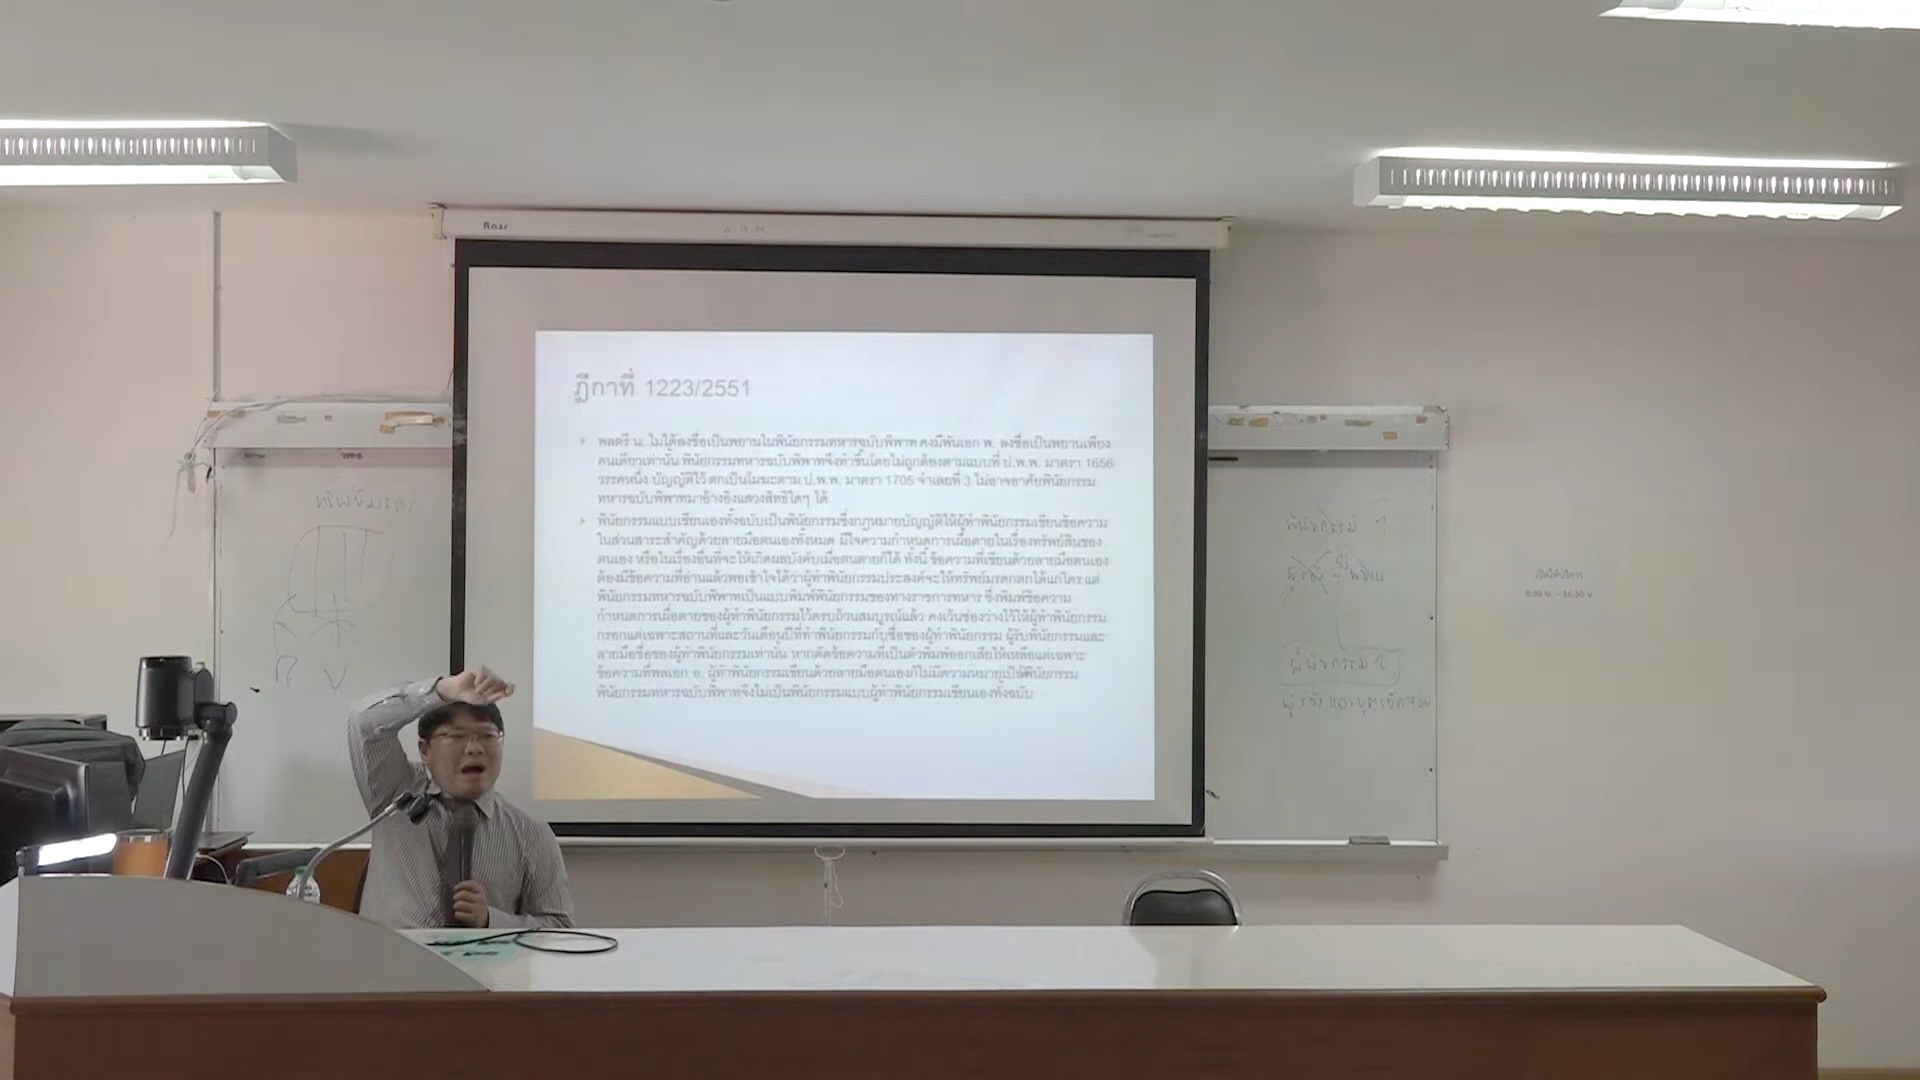 ฎีกาที่ 1223/2551
พลตรี น. ไม่ได้ลงชื่อเป็นพยานในพินัยกรรมทหารฉบับพิพาท คงมีพันเอก พ. ลงชื่อเป็นพยานเพียง
คนเดียวเท่านั้น พินัยกรรมทหารฉบับพิพาทจึงทำขึ้นโดยไม่ถูกต้องตามแบบที่ ป.พ.พ. มาตรา 1656
วรรคหนึ่ง บัญญัติไว้ ตกเป็นโมฆะตาม ป.พ.พ. มาตรา 1705 จำเลยที่ 3 ไม่อาจอาศัยพินัยกรรม
ทหารฉบับพิพาทมาอ้างอิงแสวงสิทธิใดๆ ได้
พินัยกรรมแบบเขียนเองทั้งฉบับเป็นพินัยกรรมซึ่งกฎหมายบัญญัติให้ผู้ทำพินัยกรรมเขียนข้อความ
ในส่วนสาระสำคัญด้วยลายมือตนเองทั้งหมด มีใจความกำหนดการเผื่อตายในเรื่องทรัพย์สินของ
ตนเอง หรือในเรื่องอื่นที่จะให้เกิดผลบังคับเมื่อตนตายก็ได้ ทั้งนี้ ข้อความที่เขียนด้วยลายมือตนเอง
ต้องมีข้อความที่อ่านแล้วพอเข้าใจได้ว่าผู้ทำพินัยกรรมประสงค์จะให้ทรัพย์มรดกตกได้แก่ใคร แต่
พินัยกรรมทหารฉบับพิพาทเป็นแบบพิมพ์พินัยกรรมของทางราชการทหาร ซึ่งพิมพ์ข้อความ
กำหนดการเผื่อตายของผู้ทำพินัยกรรมไว้ครบถ้วนสมบูรณ์แล้ว คงเว้นช่องว่างไว้ให้ผู้ทำพินัยกรรม
กรอกแต่เฉพาะสถานที่และวันเดือนปีที่ทำพินัยกรรมกับชื่อของผู้ทำพินัยกรรม ผู้รับพินัยกรรมและ
ลายมือชื่อของผู้ทำพินัยกรรมเท่านั้น หากตัดข้อความที่เป็นตัวพิมพ์ออกเสียให้เหลือแต่เฉพาะ
ข้อความที่พลเอก อ. ผู้ทำพินัยกรรมเขียนด้วยลายมือตนเองก็ไม่มีความหมายเป็นพินัยกรรม
พินัยกรรมทหารฉบับพิพาทจึงไม่เป็นพินัยกรรมแบบผู้ทำพินัยกรรมเขียนเองทั้งฉบับ
เปิดให้บริการ
8.30 น. - 16.30 น.